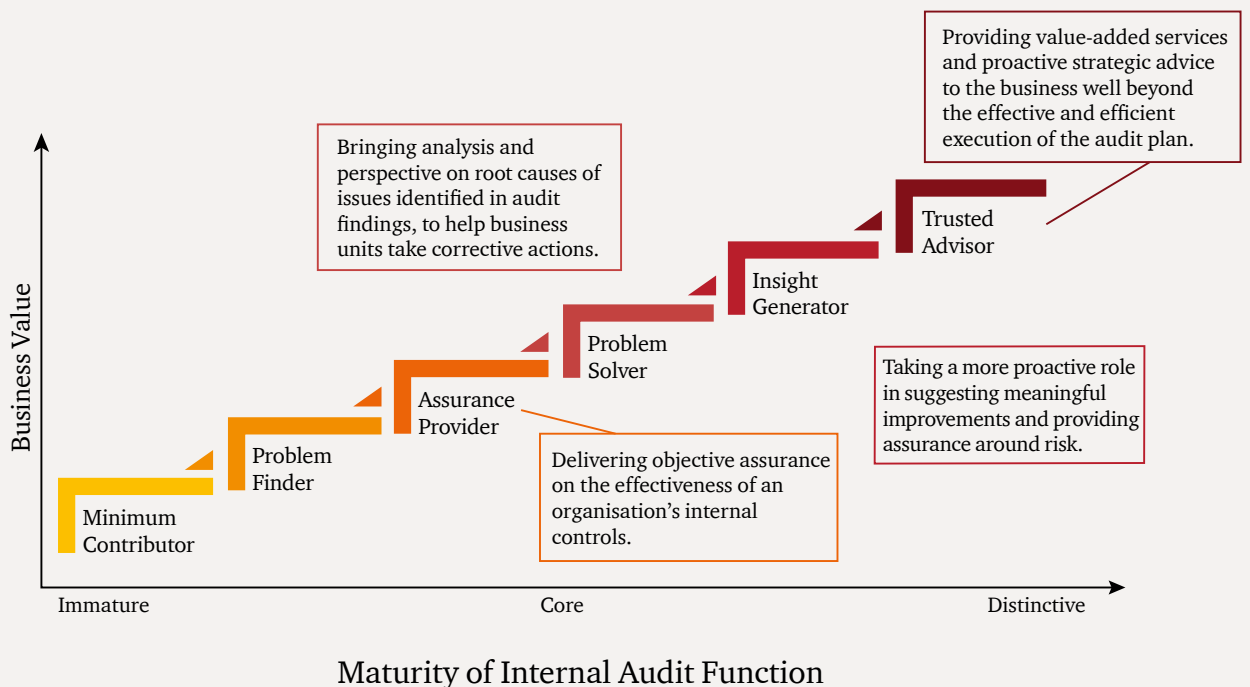 Providing value-added services
and proactive strategic advice
to the business well beyond
the effective and efficient
execution of the audit plan.
Bringing analysis and
perspective on root causes of
issues identified in audit
findings, to help business
units take corrective actions.
Trusted
Advisor
Insight
Generator
Problem
Solver
Taking a more proactive role
in suggesting meaningful
improvements and providing
assurance around risk.
Assurance
Provider
Delivering objective assurance
on the effectiveness of an
organisation’s internal
controls.
Problem
Finder
Minimum
Contributor
Business Value
Immature
Core
Distinctive
Maturity of Internal Audit Function